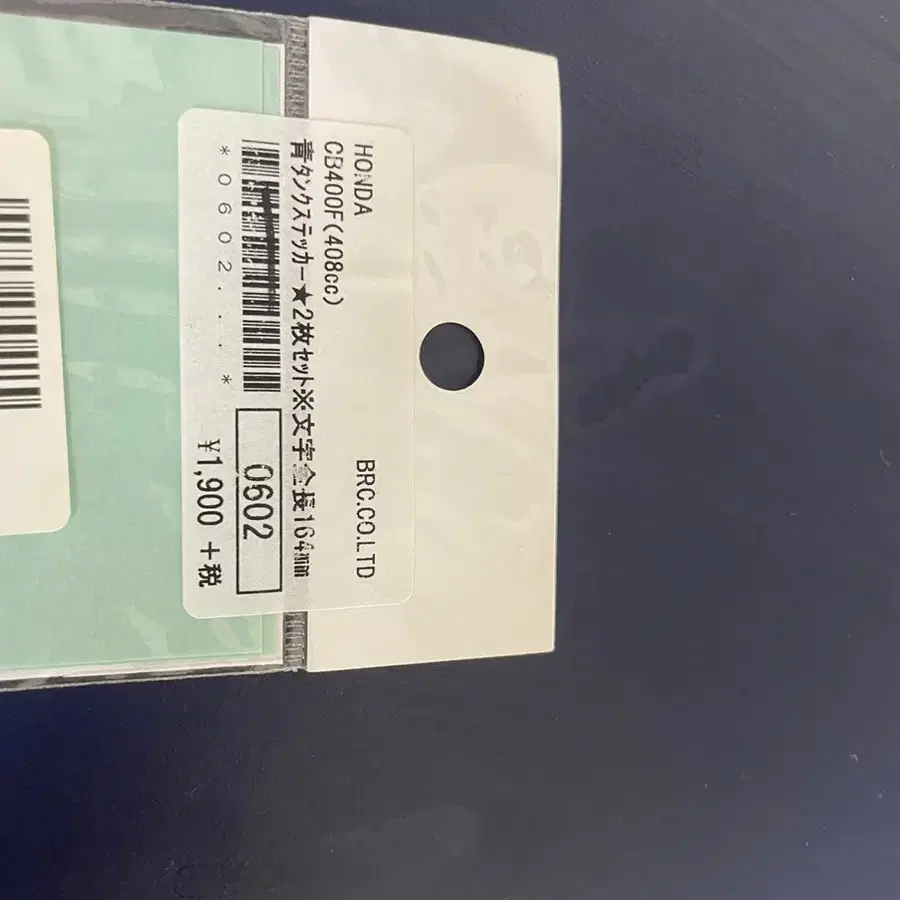 HONDA BRC.CO.LTD
CB400F(408cc)
青タンクステッカー★2枚セット※文字全長164mm
*0602...* 0602
¥1,900 +税